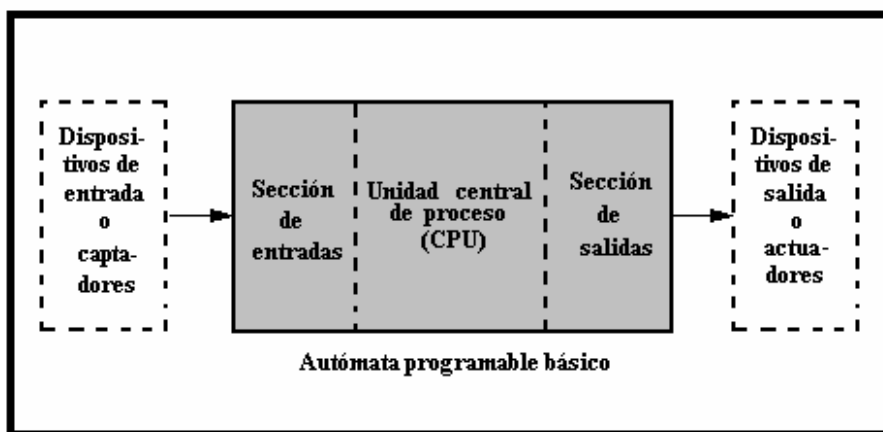 Disposi-
tivos de
entrada
o
capta-
dores
Sección
de
entradas
Unidad central
de proceso
(CPU)
Sección
de
salidas
Disposi-
tivos de
salida
o
actua-
dores
Autómata programable básico